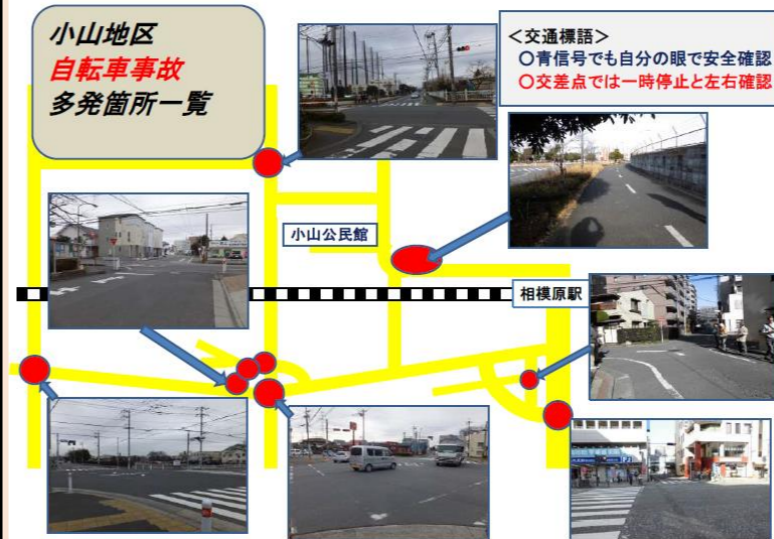 小山地区
自転車事故
多発箇所一覧
＜交通標語＞
○青信号でも自分の眼で安全確認
○交差点では一時停止と左右確認
小山公民館
相模原駅